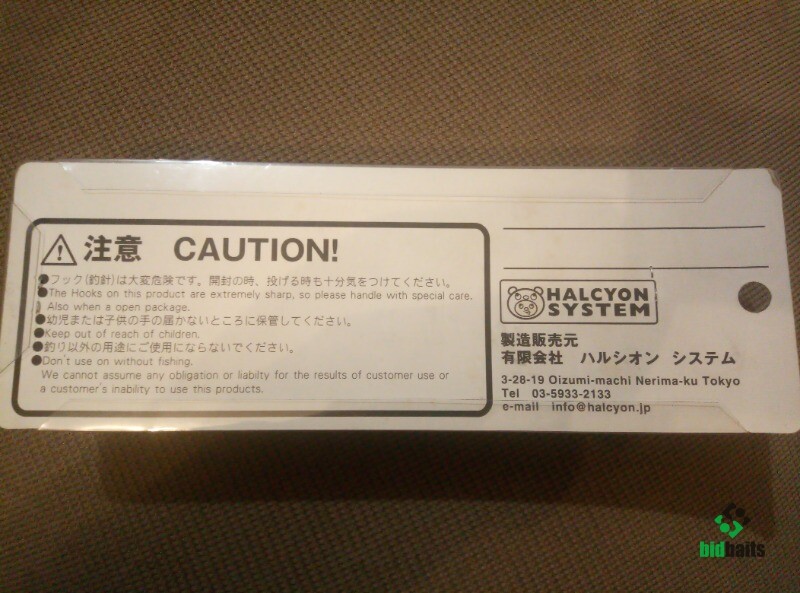 注意 CAUTION!
●フック(釣針)は大変危険です。開封の時、投げる時も十分気をつけてください。
●The Hooks on this product are extremely sharp, so please handle with special care.
Also when a open package.
●幼児または子供の手の届かないところに保管してください。
●Keep out of reach of children.
●釣り以外の用途にご使用にならないでください。
●Don't use on without fishing.
We cannot assume any obligation or liabilty for the results of customer use or
a customer's inability to use this products.
HALCYON
SYSTEM
製造販売元
有限会社 ハルシオン システム
3-28-19 Oizumi-machi Nerima-ku Tokyo
Tel 03-5933-2133
e-mail info@halcyon.jp
bidbaits